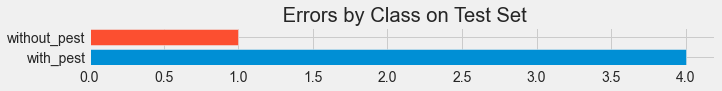 Errors by Class on Test Set
without_pest
with_pest
0.0 0.5 1.0 1.5 2.0 2.5 3.0 3.5 4.0